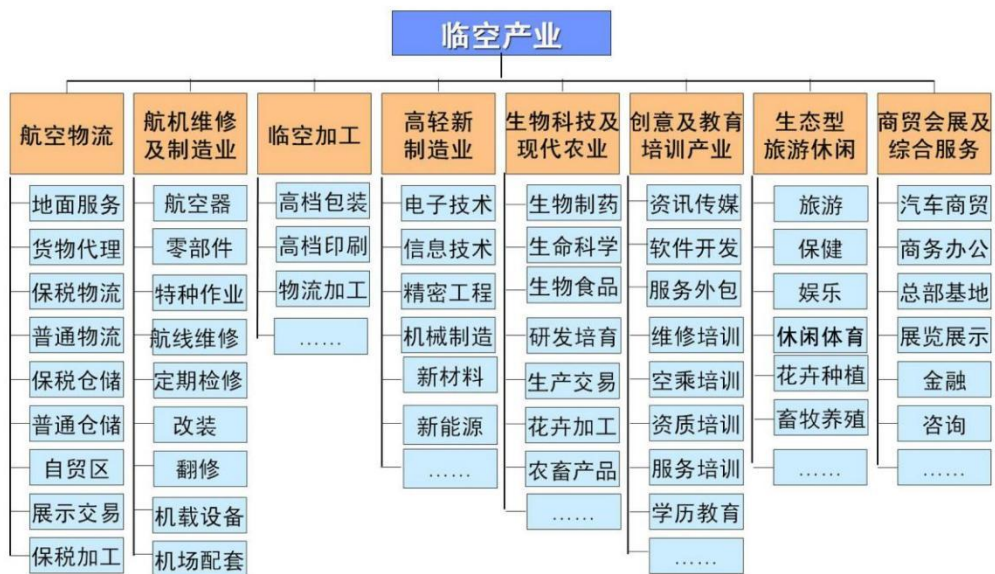 临空产业
航空物流
地面服务
货物代理
保税物流
普通物流
保税仓储
普通仓储
自贸区
展示交易
保税加工
航机维修
及制造业
航空器
零部件
特种作业
航线维修
定期检修
改装
翻修
机载设备
机场配套
临空加工
高档包装
高档印刷
物流加工
……
高轻新
制造业
电子技术
信息技术
精密工程
机械制造
新材料
新能源
……
生物科技及
现代农业
生物制药
生命科学
生物食品
研发培育
生产交易
花卉加工
农畜产品
……
创意及教育
培训产业
资讯传媒
软件开发
服务外包
维修培训
空乘培训
资质培训
服务培训
学历教育
……
生态型
旅游休闲
旅游
保健
娱乐
休闲体育
花卉种植
畜牧养殖
……
商贸会展及
综合服务
汽车商贸
商务办公
总部基地
展览展示
金融
咨询
……